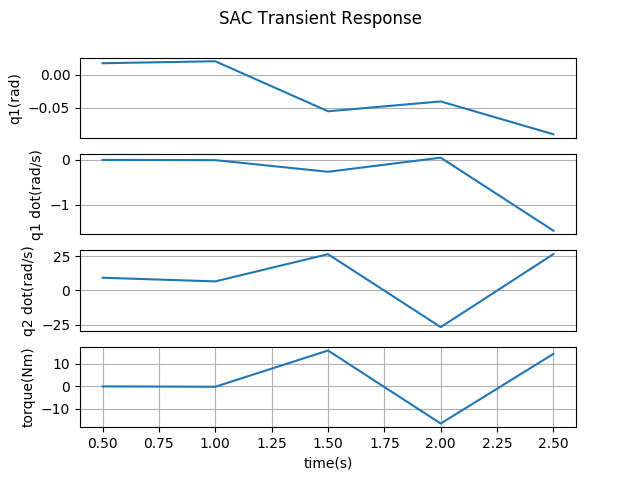 SAC Transient Response
0.00
−0.05
q1(rad)
0
−1
q1 dot(rad/s)
25
0
−25
q2 dot(rad/s)
10
0
−10
torque(Nm)
0.50 0.75 1.00 1.25 1.50 1.75 2.00 2.25 2.50
time(s)